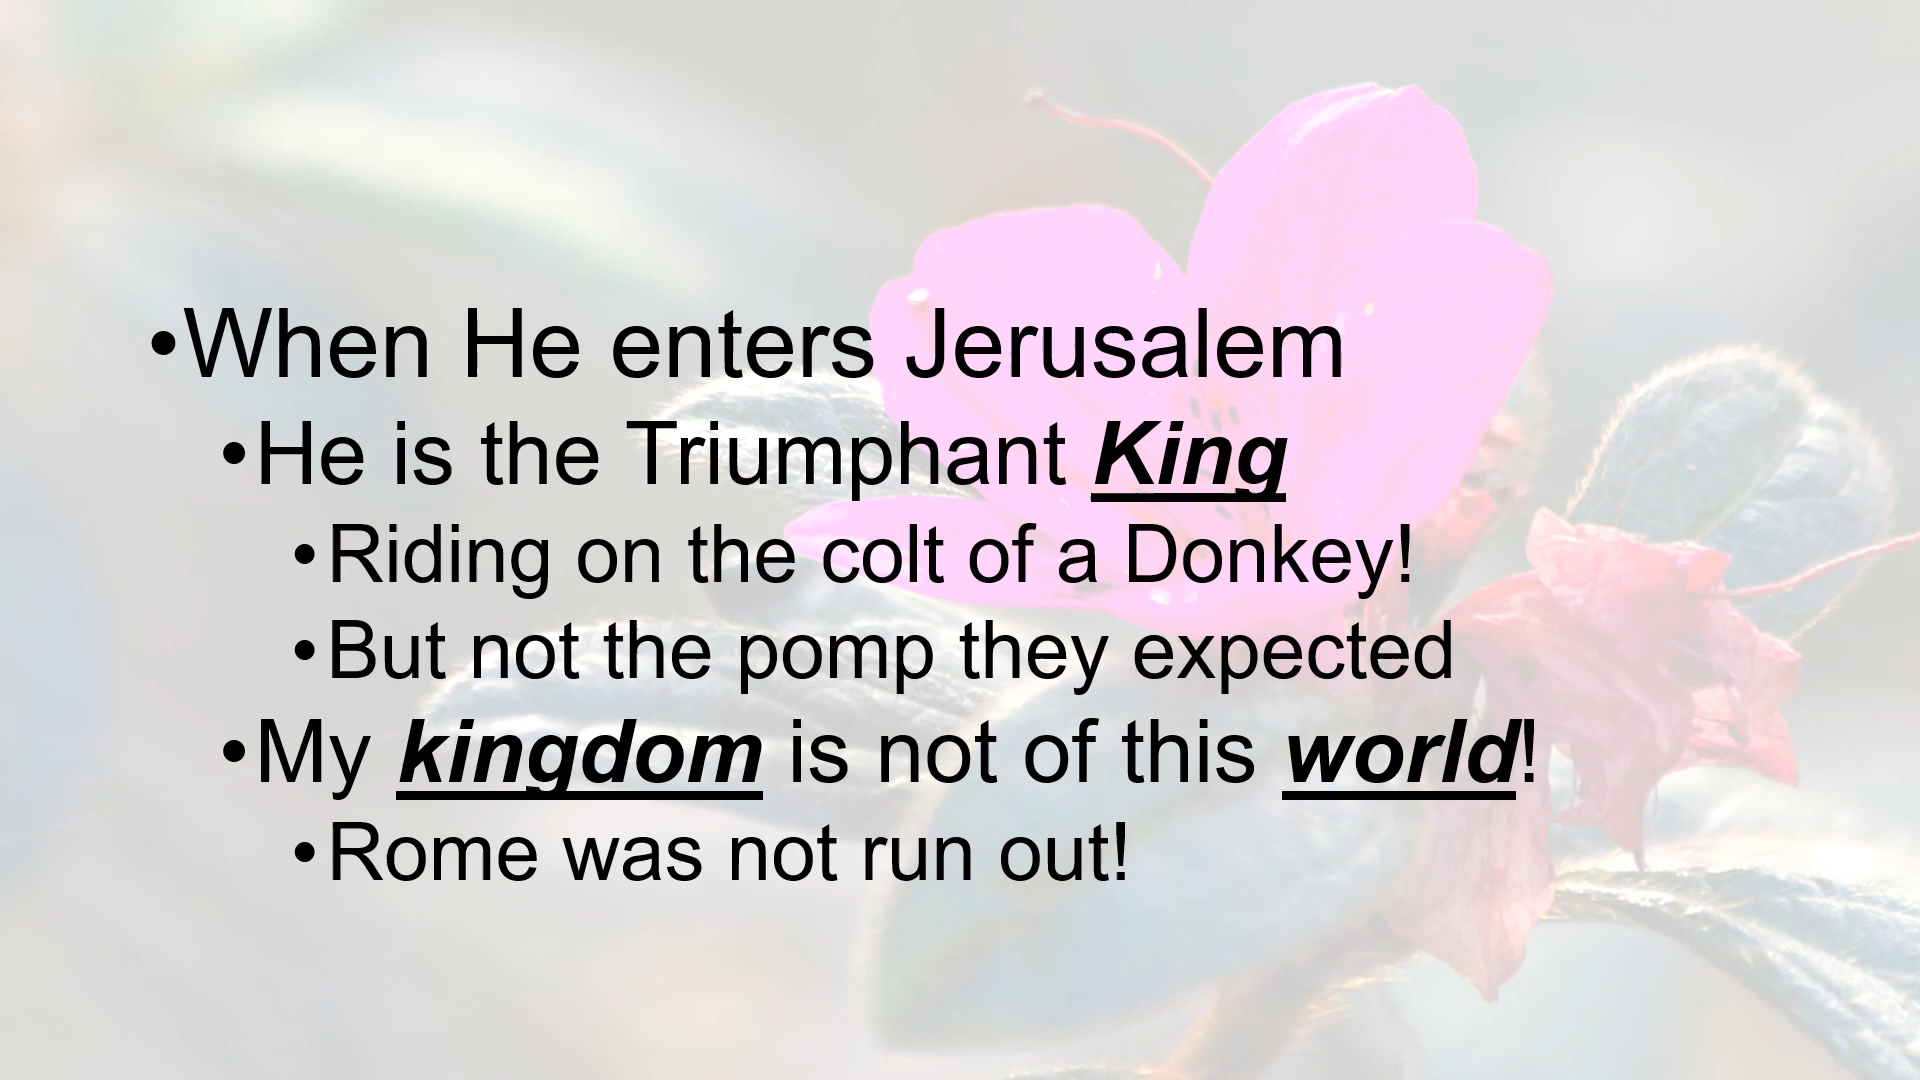 •When He enters Jerusalem
•He is the Triumphant King
•Riding on the colt of a Donkey!
•But not the pomp they expected
•My kingdom is not of this world!
•Rome was not run out!